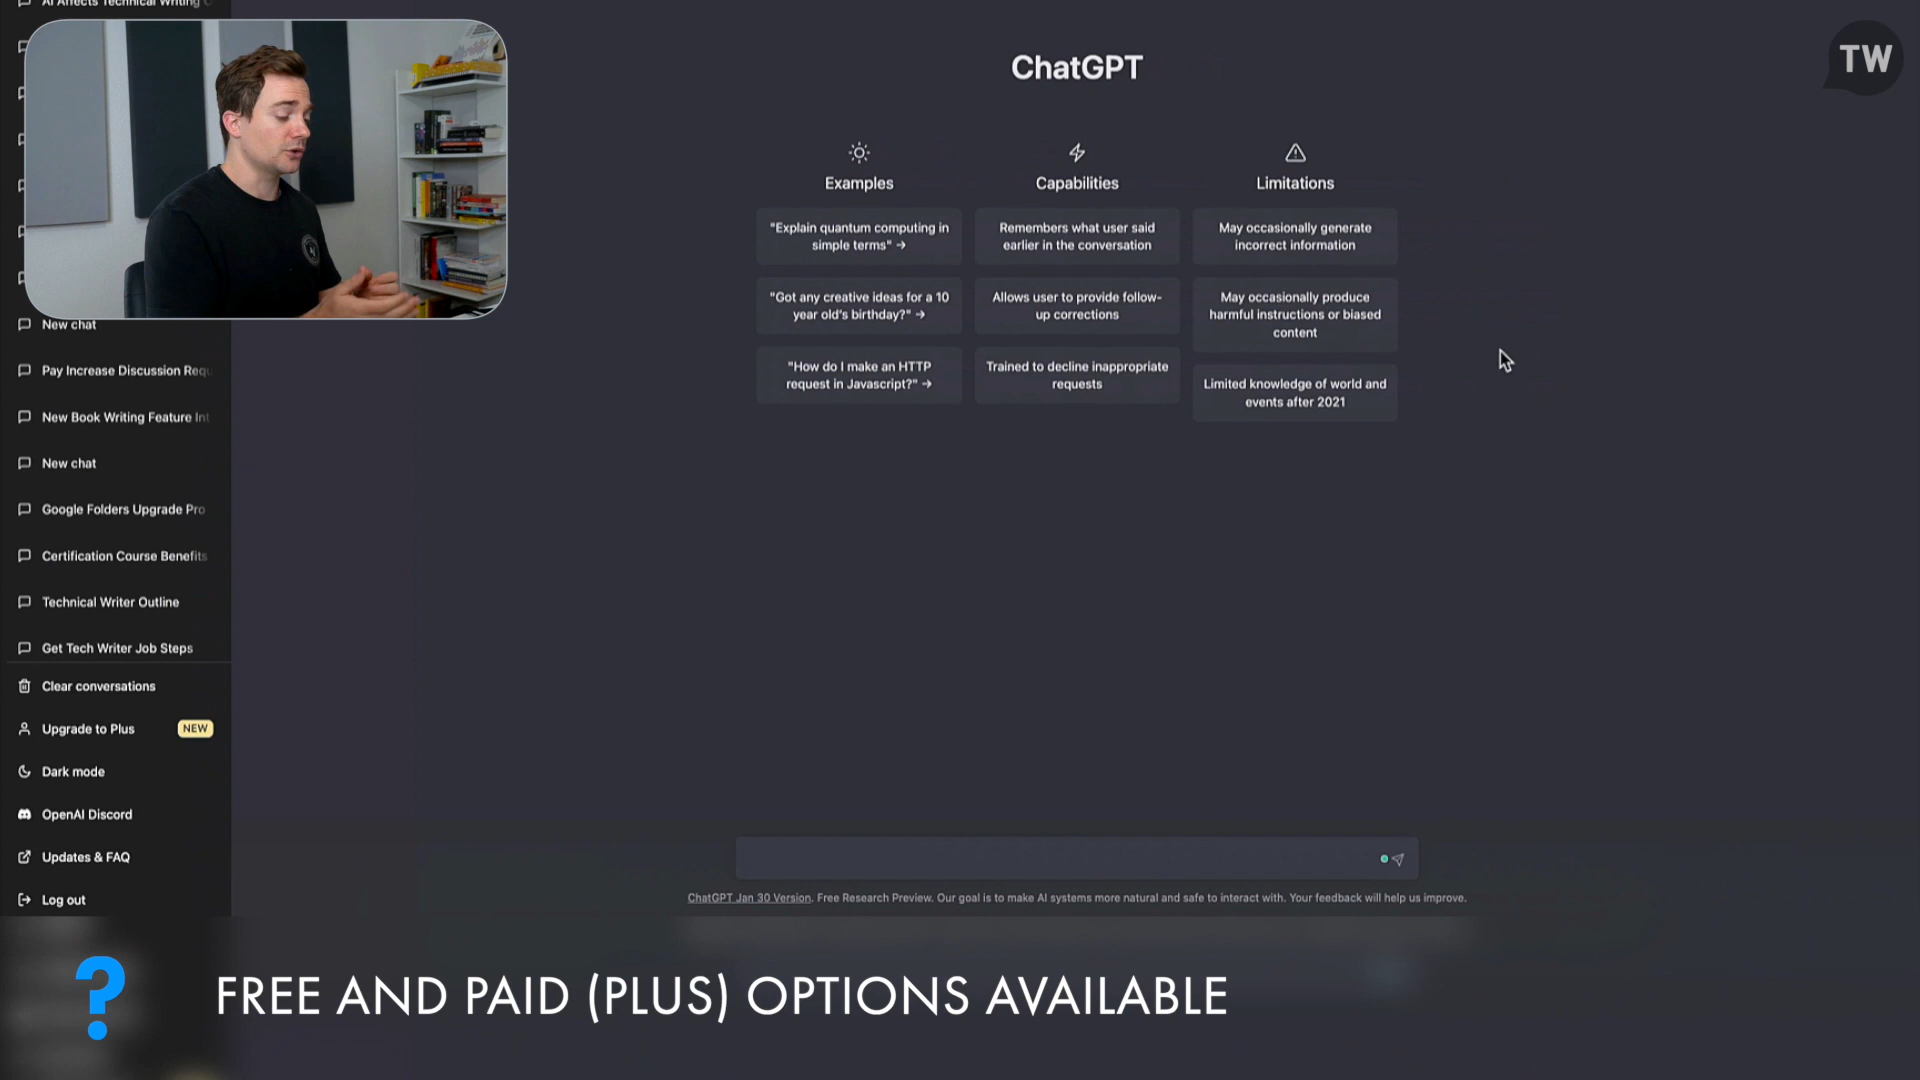 AI Affects Technical Writing
TW
ChatGPT
Examples
Capabilities
Limitations
"Explain quantum computing in
simple terms" →
Remembers what user said
earlier in the conversation
May occasionally generate
incorrect information
"Got any creative ideas for a 10
year old's birthday?" →
Allows user to provide follow-
up corrections
May occasionally produce
harmful instructions or biased
content
"How do I make an HTTP
request in Javascript?" →
Trained to decline inappropriate
requests
Limited knowledge of world and
events after 2021
New chat
Pay Increase Discussion Requ
New Book Writing Feature Int
New chat
Google Folders Upgrade Pro
Certification Course Benefits
Technical Writer Outline
Get Tech Writer Job Steps
Clear conversations
Upgrade to Plus NEW
Dark mode
OpenAI Discord
Updates & FAQ
Log out
ChatGPT Jan 30 Version. Free Research Preview. Our goal is to make AI systems more natural and safe to interact with. Your feedback will help us improve.
? FREE AND PAID (PLUS) OPTIONS AVAILABLE